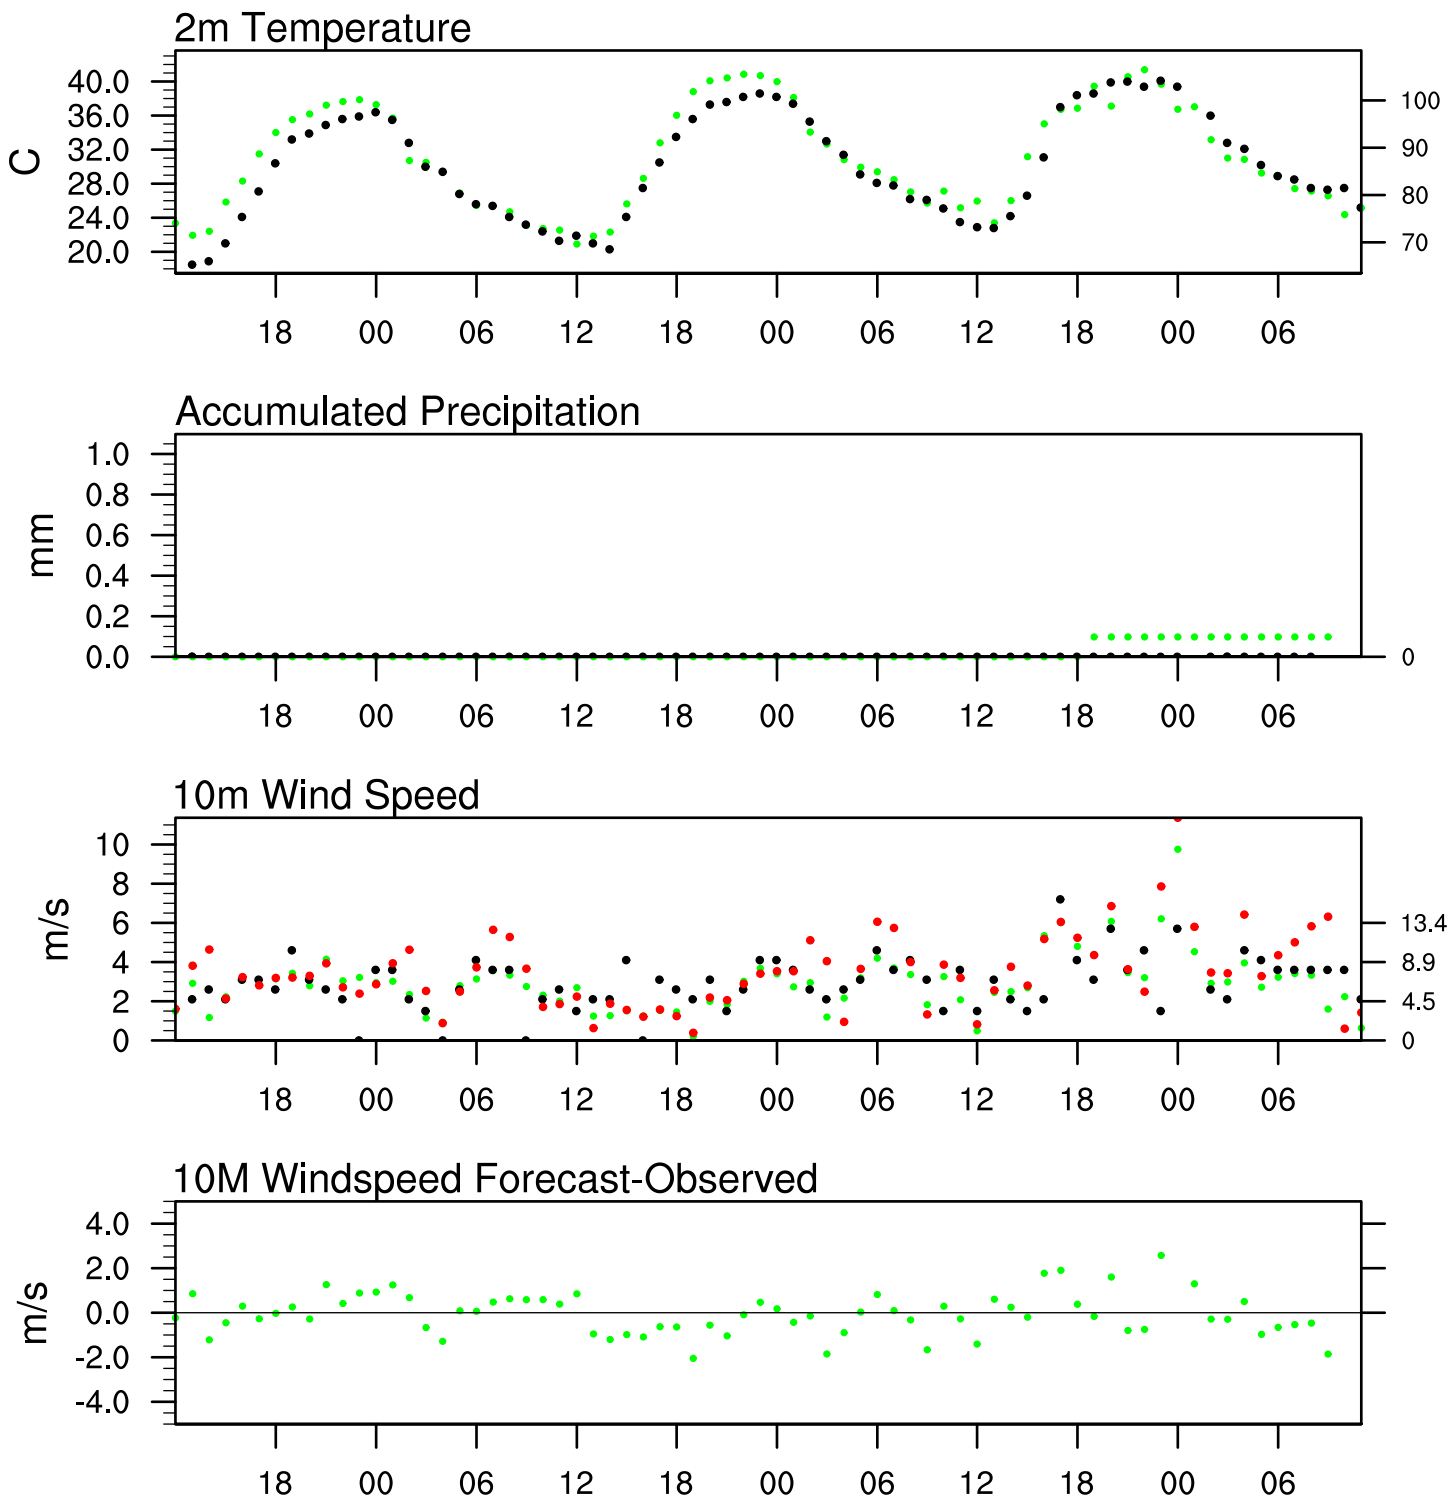 2m Temperature
C
40.0
36.0
32.0
28.0
24.0
20.0
100
90
80
70
18 00 06 12 18 00 06 12 18 00 06
Accumulated Precipitation
mm
1.0
0.8
0.6
0.4
0.2
0.0
0
18 00 06 12 18 00 06 12 18 00 06
10m Wind Speed
m/s
10
8
6
4
2
0
13.4
8.9
4.5
0
18 00 06 12 18 00 06 12 18 00 06
10M Windspeed Forecast-Observed
m/s
4.0
2.0
0.0
-2.0
-4.0
18 00 06 12 18 00 06 12 18 00 06